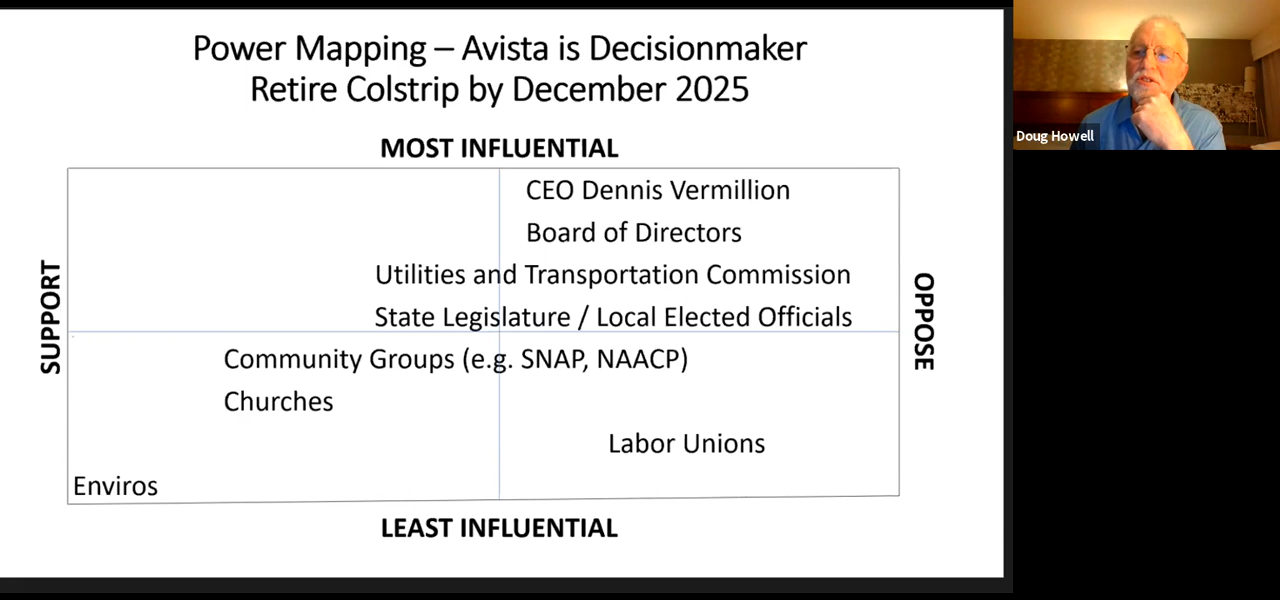 Power Mapping – Avista is Decisionmaker
Retire Colstrip by December 2025
MOST INFLUENTIAL
CEO Dennis Vermillion
Board of Directors
Utilities and Transportation Commission
State Legislature / Local Elected Officials
SUPPORT
OPPOSE
Community Groups (e.g. SNAP, NAACP)
Churches
Labor Unions
Enviros
LEAST INFLUENTIAL
Doug Howell